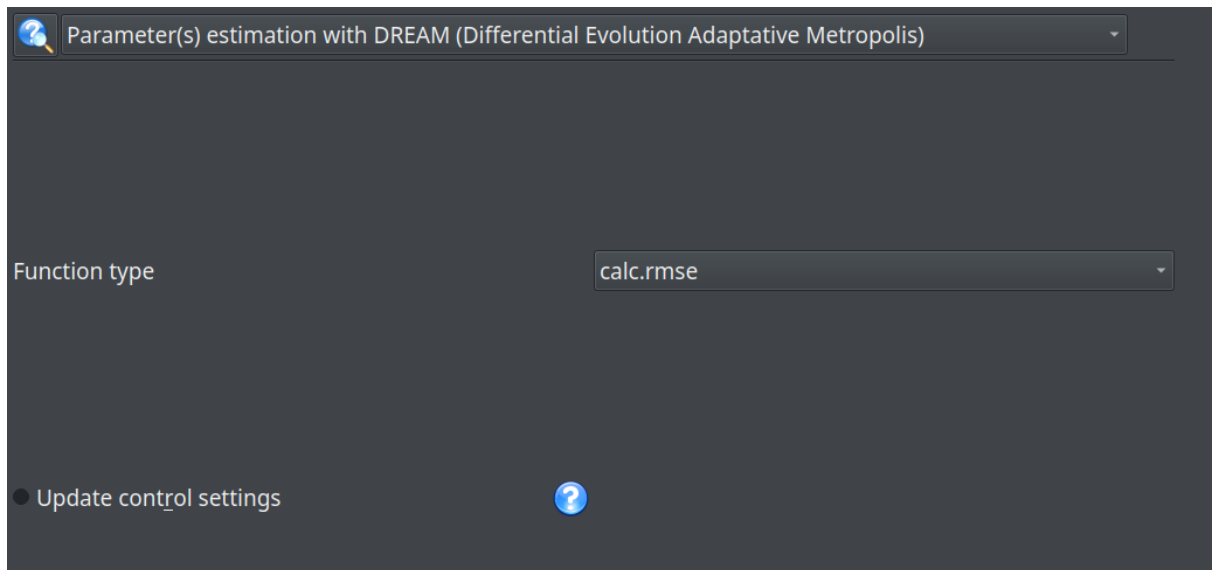 Parameter(s) estimation with DREAM (Differential Evolution Adaptative Metropolis)
Function type
calc.rmse
Update control settings